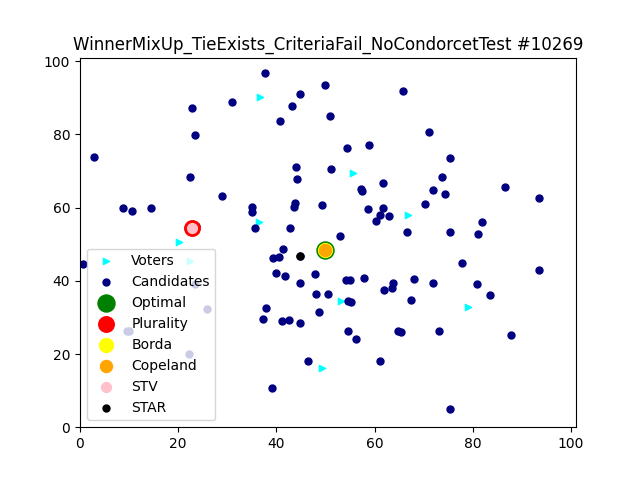 WinnerMixUp_TieExists_CriteriaFail_NoCondorcetTest #10269
100
80
60
40
20
0
0 20 40 60 80 100
Voters
Candidates
Optimal
Plurality
Borda
Copeland
STV
STAR